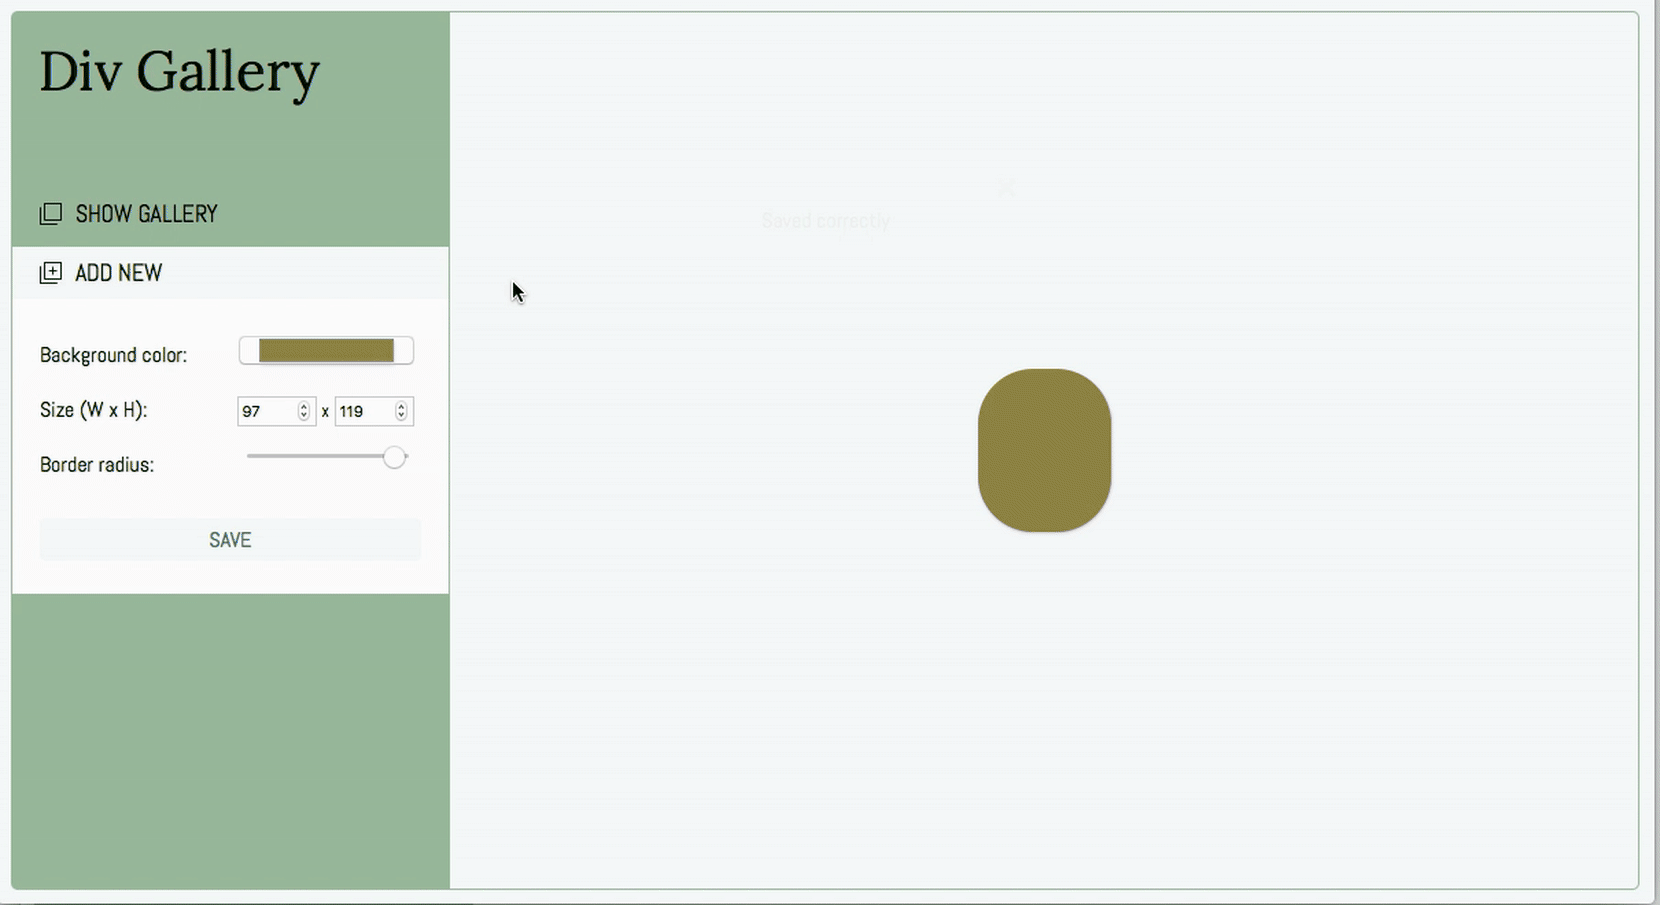 Div Gallery
SHOW GALLERY
ADD NEW
Background color:
Size (W x H): 97 x 119
Border radius:
SAVE
Saved correctly